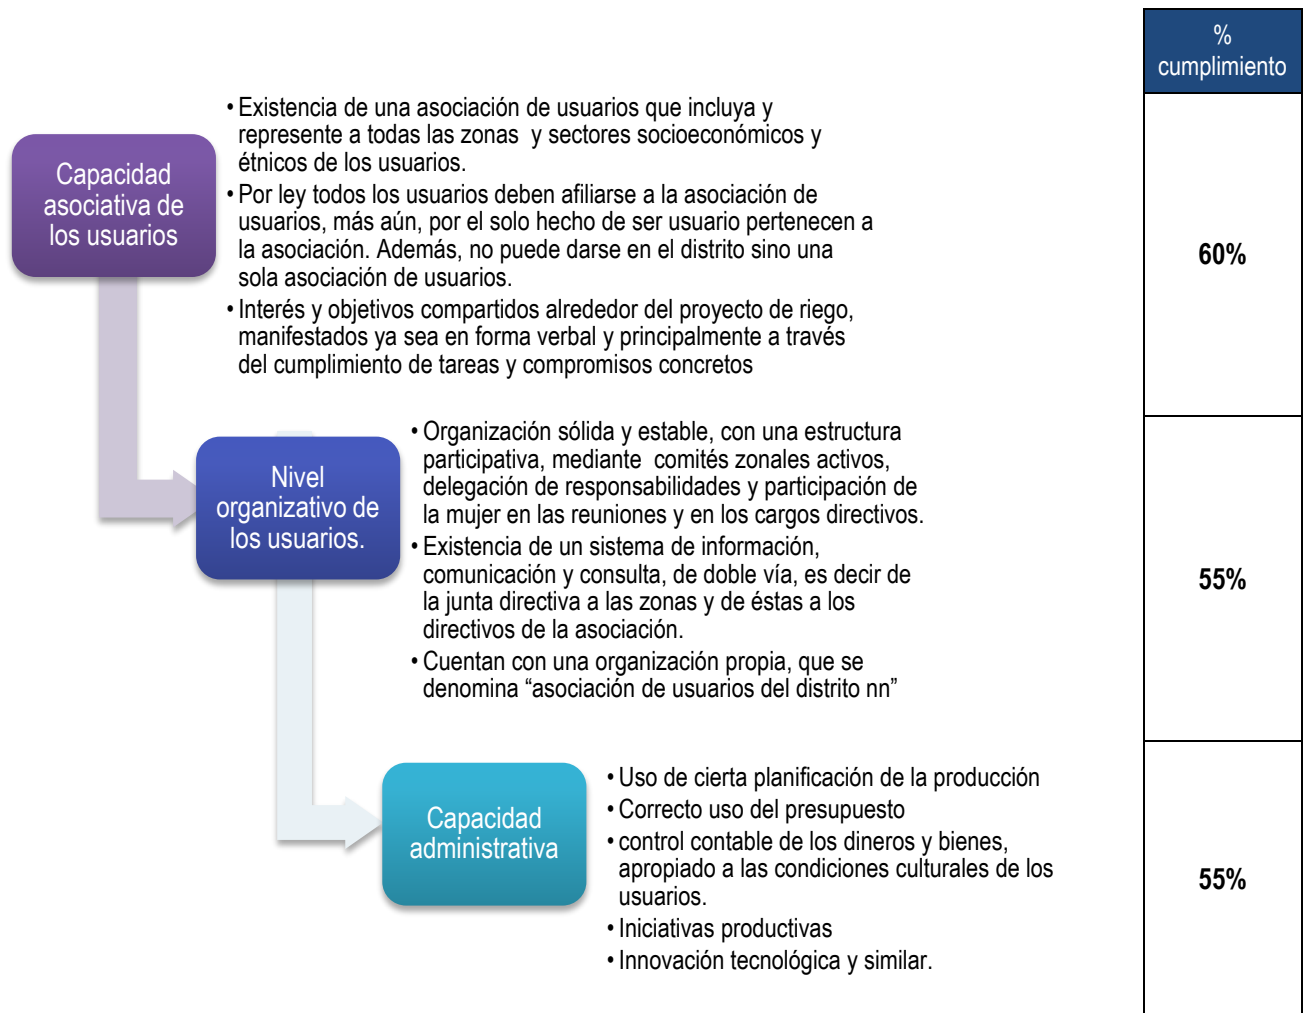 %
cumplimiento
Capacidad
asociativa de
los usuarios
• Existencia de una asociación de usuarios que incluya y
represente a todas las zonas y sectores socioeconómicos y
étnicos de los usuarios.
• Por ley todos los usuarios deben afiliarse a la asociación de
usuarios, más aún, por el solo hecho de ser usuario pertenecen a
la asociación. Además, no puede darse en el distrito sino una
sola asociación de usuarios.
• Interés y objetivos compartidos alrededor del proyecto de riego,
manifestados ya sea en forma verbal y principalmente a través
del cumplimiento de tareas y compromisos concretos
60%
Nivel
organizativo de
los usuarios.
• Organización sólida y estable, con una estructura
participativa, mediante comités zonales activos,
delegación de responsabilidades y participación de
la mujer en las reuniones y en los cargos directivos.
• Existencia de un sistema de información,
comunicación y consulta, de doble vía, es decir de
la junta directiva a las zonas y de éstas a los
directivos de la asociación.
• Cuentan con una organización propia, que se
denomina “asociación de usuarios del distrito nn”
55%
Capacidad
administrativa
• Uso de cierta planificación de la producción
• Correcto uso del presupuesto
• control contable de los dineros y bienes,
apropiado a las condiciones culturales de los
usuarios.
• Iniciativas productivas
• Innovación tecnológica y similar.
55%